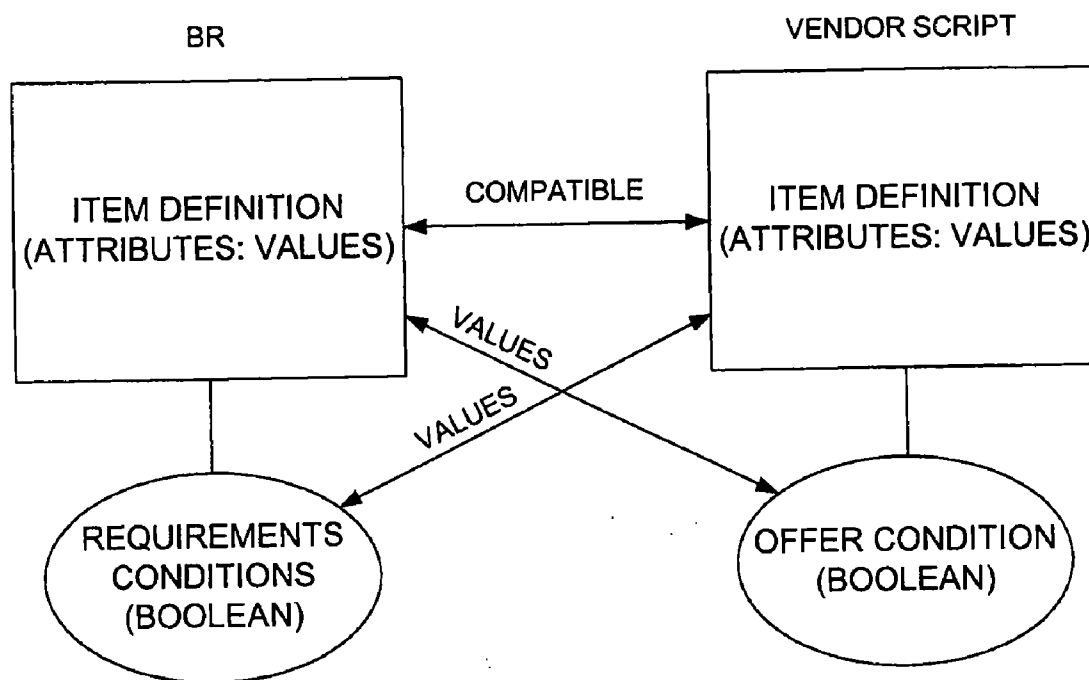 BR
VENDOR SCRIPT
ITEM DEFINITION
(ATTRIBUTES: VALUES)
COMPATIBLE
ITEM DEFINITION
(ATTRIBUTES: VALUES)
VALUES
VALUES
REQUIREMENTS
CONDITIONS
(BOOLEAN)
OFFER CONDITION
(BOOLEAN)